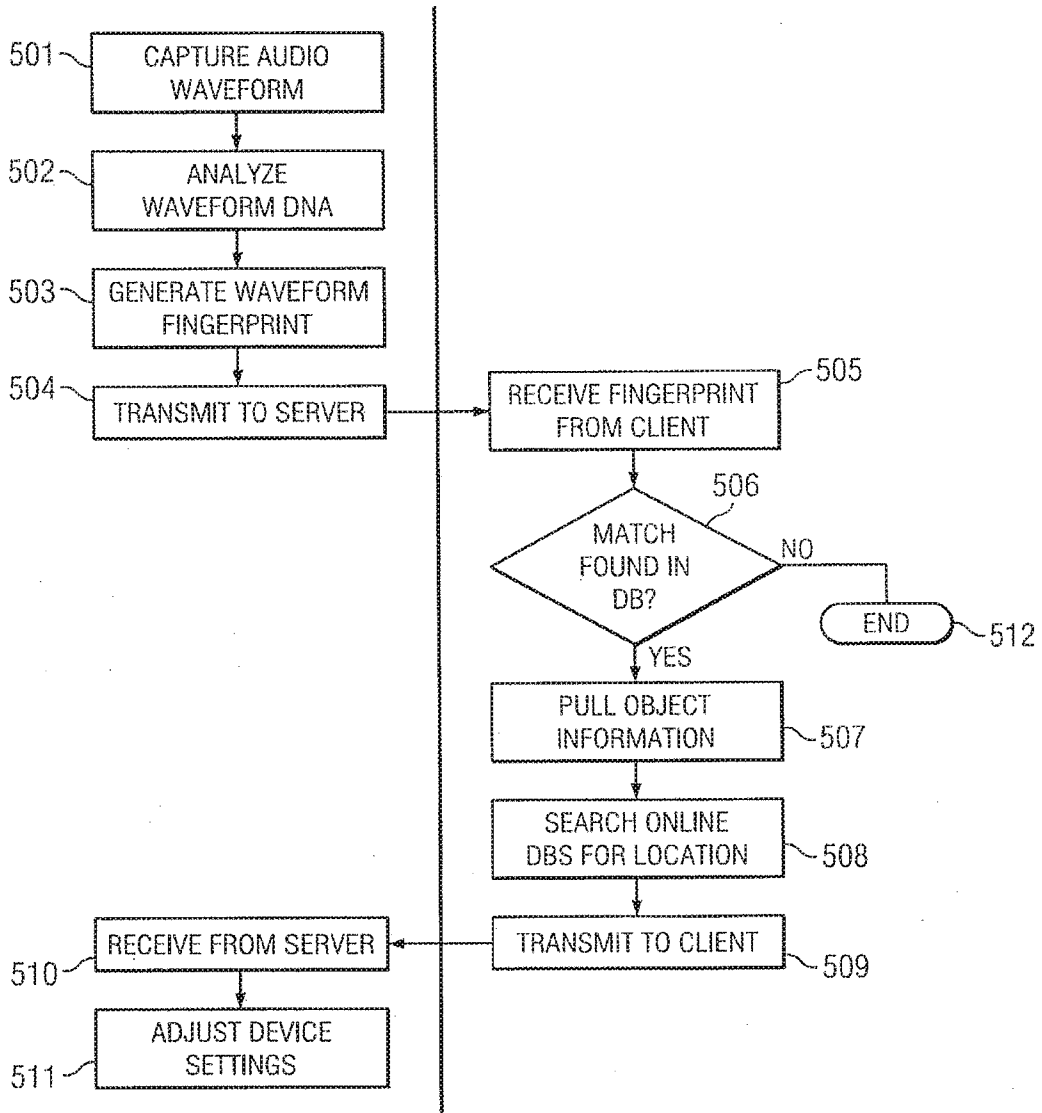 501
CAPTURE AUDIO
WAVEFORM
502
ANALYZE
WAVEFORM DNA
503
GENERATE WAVEFORM
FINGERPRINT
504
TRANSMIT TO SERVER
505
RECEIVE FINGERPRINT
FROM CLIENT
506
MATCH
FOUND IN
DB?
NO
END
512
YES
PULL OBJECT
INFORMATION
507
SEARCH ONLINE
DBS FOR LOCATION
508
TRANSMIT TO CLIENT
509
RECEIVE FROM SERVER
510
ADJUST DEVICE
SETTINGS
511